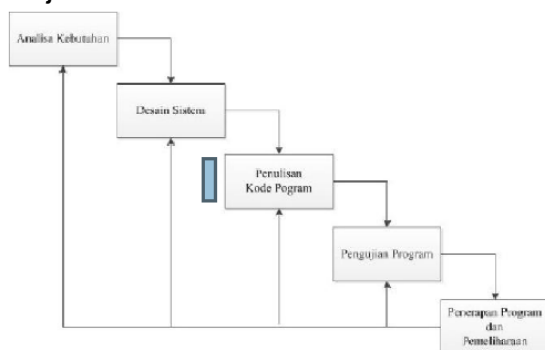 Analisa Kebutuhan
Desain Sistem
Penulisan
Kode Pogram
Pengujian Program
Penerapan Program
dan
Pemeliharaan